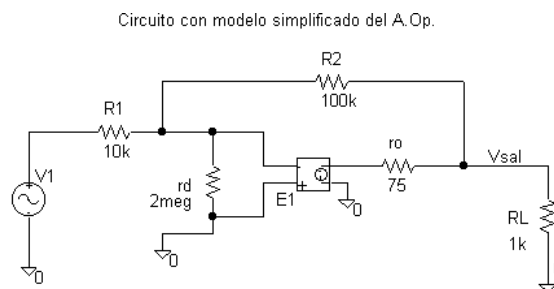 Circuito con modelo simplificado del A.Op.
R2
100k
R1
10k
ro
75
Vsal
V1
rd
2meg
-
+
E1
0
RL
1k
0
0